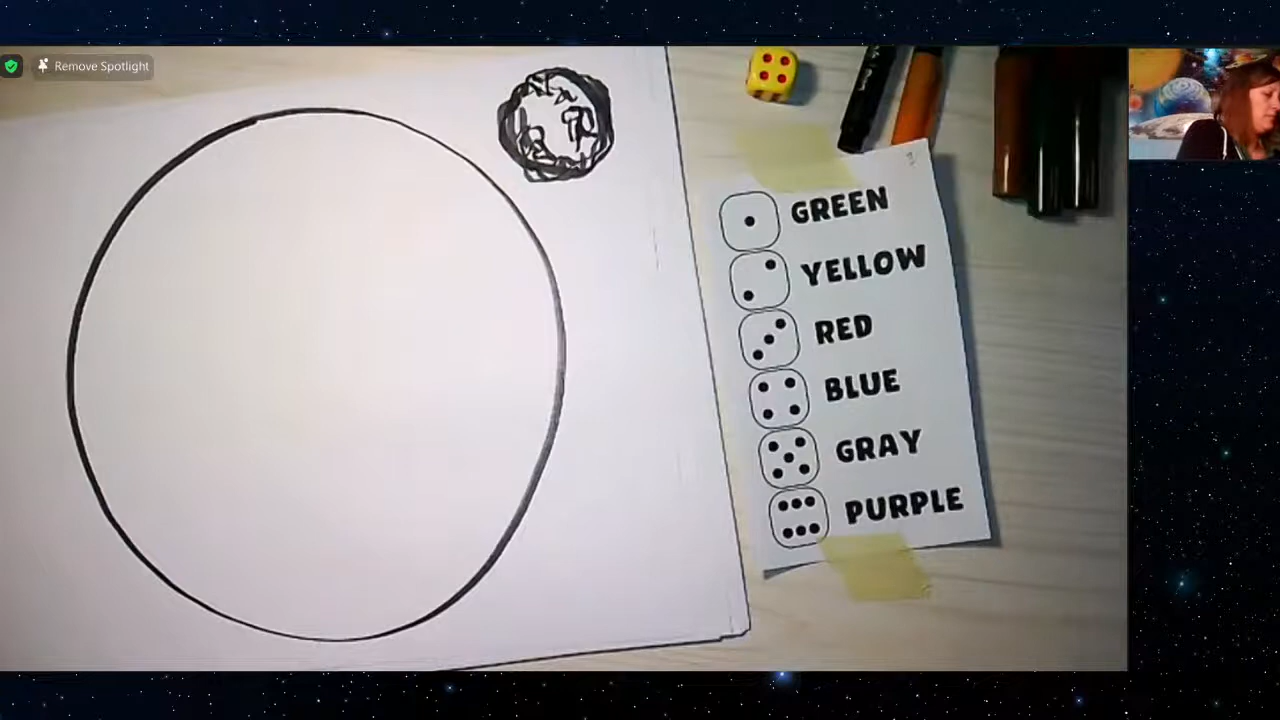 Remove Spotlight
GREEN
YELLOW
RED
BLUE
GRAY
PURPLE